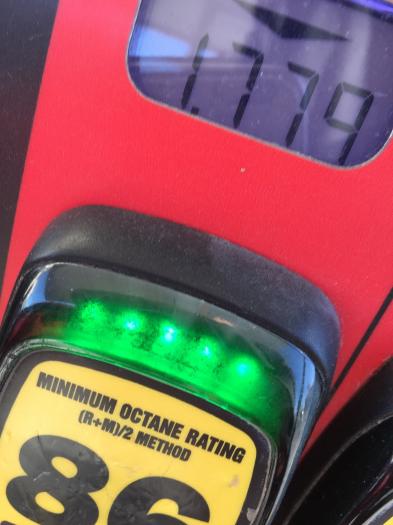 1.779
MINIMUM OCTANE RATING
(R+M)/2 METHOD
86